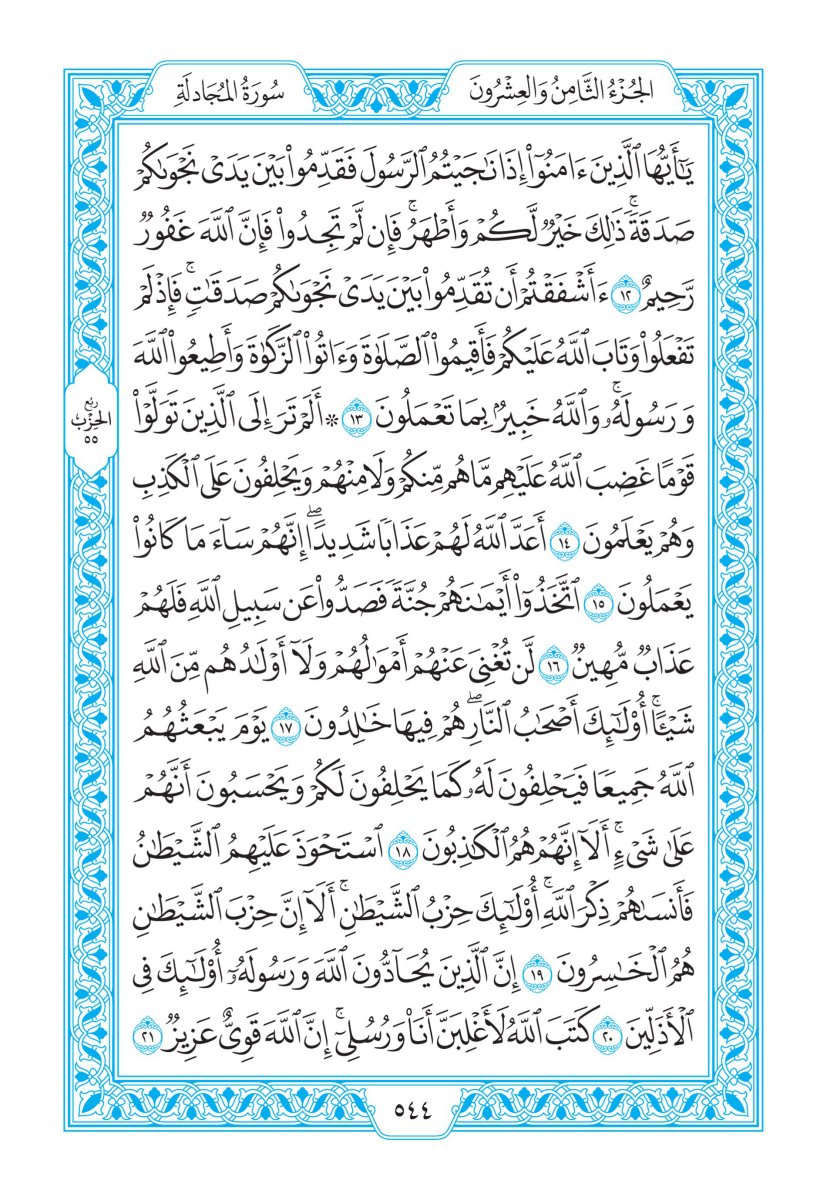 الجُزْءُ الثَّامِنُ وَالعِشْرُونَ
سُورَةُ المُجَادلَةِ
يَٰٓأَيُّهَا ٱلَّذِينَ ءَامَنُوٓاْ إِذَا نَٰجَيۡتُمُ ٱلرَّسُولَ فَقَدِّمُواْ بَيۡنَ يَدَيۡ نَجۡوَىٰكُمۡ
صَدَقَةٗۚ ذَٰلِكَ خَيۡرٞ لَّكُمۡ وَأَطۡهَرُۚ فَإِن لَّمۡ تَجِدُواْ فَإِنَّ ٱللَّهَ غَفُورٞ
رَّحِيمٌ ١٢ ءَأَشۡفَقۡتُمۡ أَن تُقَدِّمُواْ بَيۡنَ يَدَيۡ نَجۡوَىٰكُمۡ صَدَقَٰتٖۚ فَإِذۡ لَمۡ
تَفۡعَلُواْ وَتَابَ ٱللَّهُ عَلَيۡكُمۡ فَأَقِيمُواْ ٱلصَّلَوٰةَ وَءَاتُواْ ٱلزَّكَوٰةَ وَأَطِيعُواْ ٱللَّهَ
وَرَسُولَهُۥۚ وَٱللَّهُ خَبِيرُۢ بِمَا تَعۡمَلُونَ ١٣ ۞ أَلَمۡ تَرَ إِلَى ٱلَّذِينَ تَوَلَّوۡاْ
قَوۡمًا غَضِبَ ٱللَّهُ عَلَيۡهِم مَّا هُم مِّنكُمۡ وَلَا مِنۡهُمۡ وَيَحۡلِفُونَ عَلَى ٱلۡكَذِبِ
وَهُمۡ يَعۡلَمُونَ ١٤ أَعَدَّ ٱللَّهُ لَهُمۡ عَذَابٗا شَدِيدًاۖ إِنَّهُمۡ سَآءَ مَا كَانُواْ
يَعۡمَلُونَ ١٥ ٱتَّخَذُوٓاْ أَيۡمَٰنَهُمۡ جُنَّةٗ فَصَدُّواْ عَن سَبِيلِ ٱللَّهِ فَلَهُمۡ
عَذَابٞ مُّهِينٞ ١٦ لَّن تُغۡنِيَ عَنۡهُمۡ أَمۡوَٰلُهُمۡ وَلَآ أَوۡلَٰدُهُم مِّنَ ٱللَّهِ
شَيۡـًٔاۚ أُوْلَٰٓئِكَ أَصۡحَٰبُ ٱلنَّارِۖ هُمۡ فِيهَا خَٰلِدُونَ ١٧ يَوۡمَ يَبۡعَثُهُمُ
ٱللَّهُ جَمِيعٗا فَيَحۡلِفُونَ لَهُۥ كَمَا يَحۡلِفُونَ لَكُمۡ وَيَحۡسَبُونَ أَنَّهُمۡ
عَلَىٰ شَيۡءٍۚ أَلَآ إِنَّهُمۡ هُمُ ٱلۡكَٰذِبُونَ ١٨ ٱسۡتَحۡوَذَ عَلَيۡهِمُ ٱلشَّيۡطَٰنُ
فَأَنسَىٰهُمۡ ذِكۡرَ ٱللَّهِۚ أُوْلَٰٓئِكَ حِزۡبُ ٱلشَّيۡطَٰنِۚ أَلَآ إِنَّ حِزۡبَ ٱلشَّيۡطَٰنِ
هُمُ ٱلۡخَٰسِرُونَ ١٩ إِنَّ ٱلَّذِينَ يُحَآدُّونَ ٱللَّهَ وَرَسُولَهُۥٓ أُوْلَٰٓئِكَ فِي
ٱلۡأَذَلِّينَ ٢٠ كَتَبَ ٱللَّهُ لَأَغۡلِبَنَّ أَنَا۠ وَرُسُلِيٓۚ إِنَّ ٱللَّهَ قَوِيٌّ عَزِيزٞ ٢١
ربع
الحِزْب
٥٥
٥٤٤